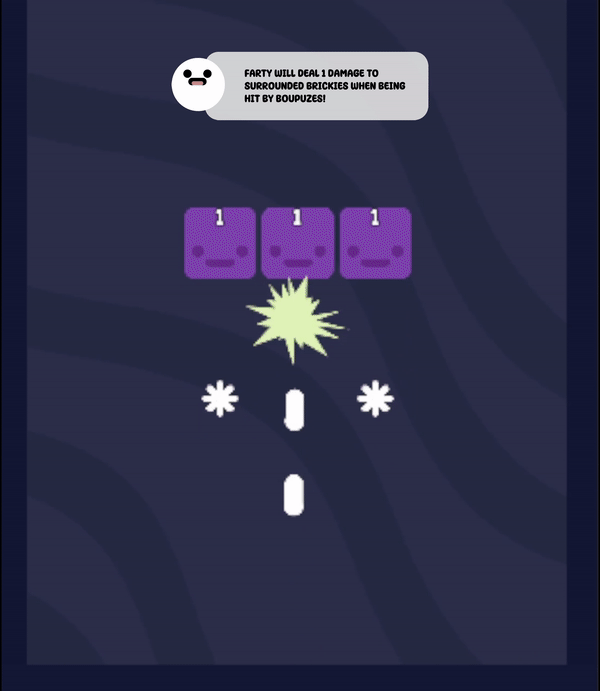 FARTY WILL DEAL 1 DAMAGE TO
SURROUNDED BRICKIES WHEN BEING
HIT BY BOUPUZES!
1 1 1